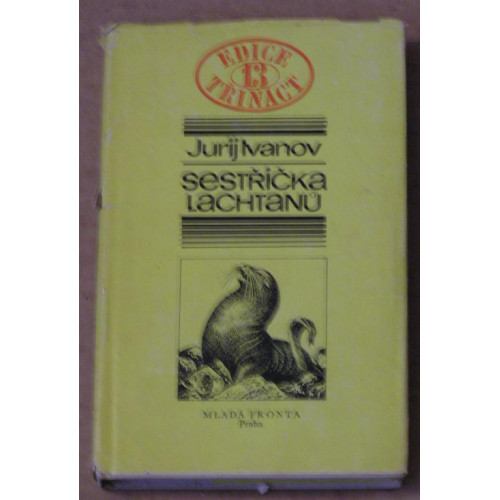 EDICE
13
TŘINÁCT
Jurij Ivanov
SESTŘIČKA
LACHTANŮ
MLADÁ FRONTA
Praha